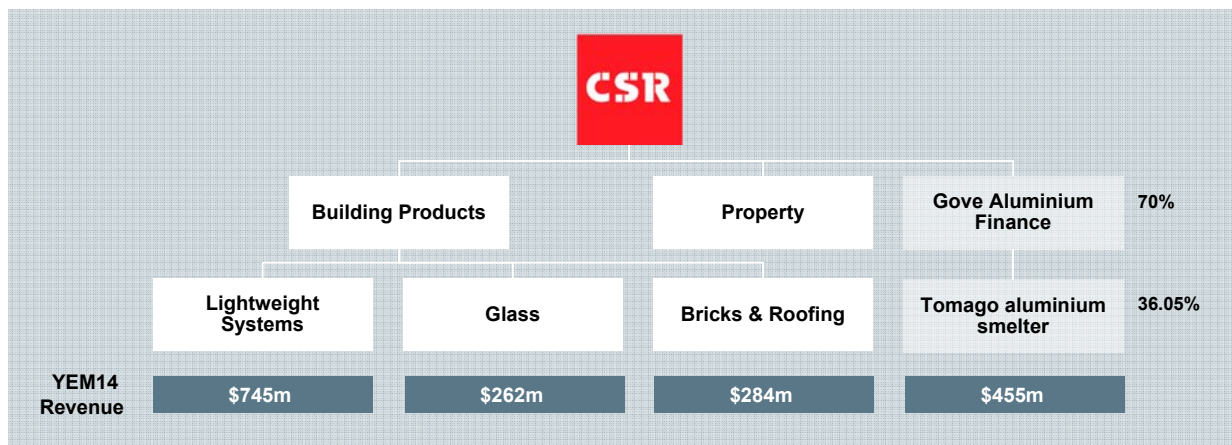 CSR
Building Products
Property
Gove Aluminium
Finance
70%
Lightweight
Systems
Glass
Bricks & Roofing
Tomago aluminium
smelter
36.05%
YEM14
Revenue
$745m
$262m
$284m
$455m